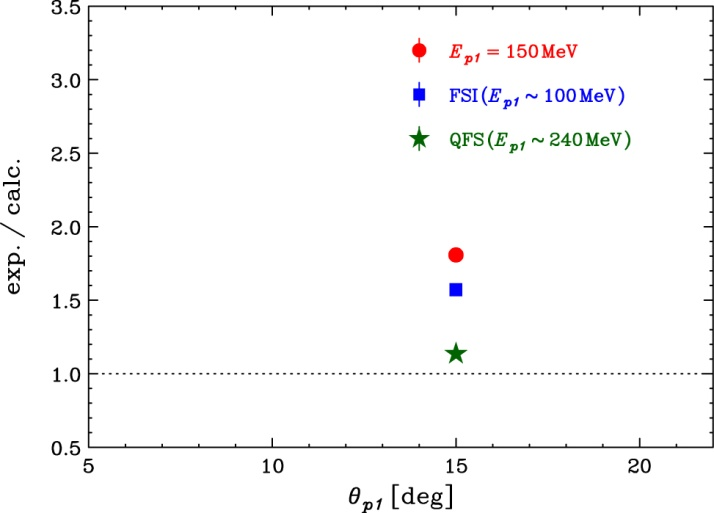 3.5
3.0
2.5
2.0
1.5
1.0
0.5
exp. / calc.
E_p1 = 150 MeV
FSI(E_p1 ~ 100 MeV)
QFS(E_p1 ~ 240 MeV)
5 10 15 20
θ_p1 [deg]